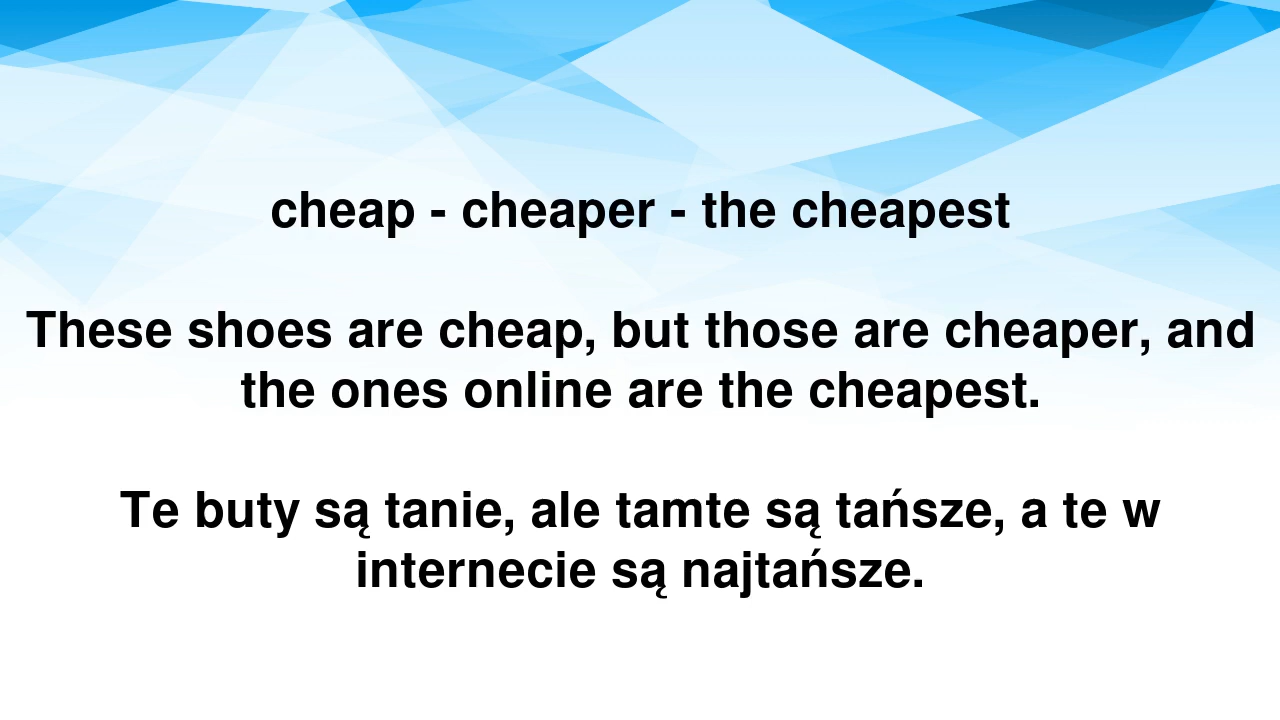 cheap - cheaper - the cheapest
These shoes are cheap, but those are cheaper, and
the ones online are the cheapest.
Te buty są tanie, ale tamte są tańsze, a te w
internecie są najtańsze.